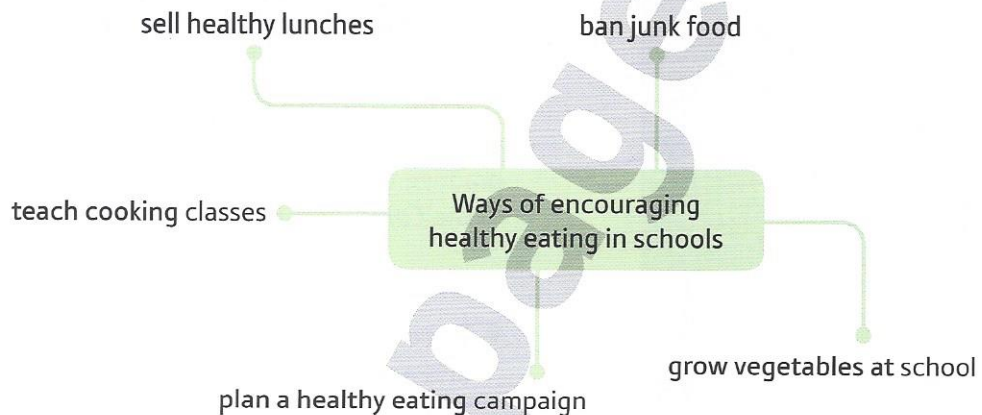 sell healthy lunches
ban junk food
teach cooking classes
Ways of encouraging
healthy eating in schools
grow vegetables at school
plan a healthy eating campaign
page